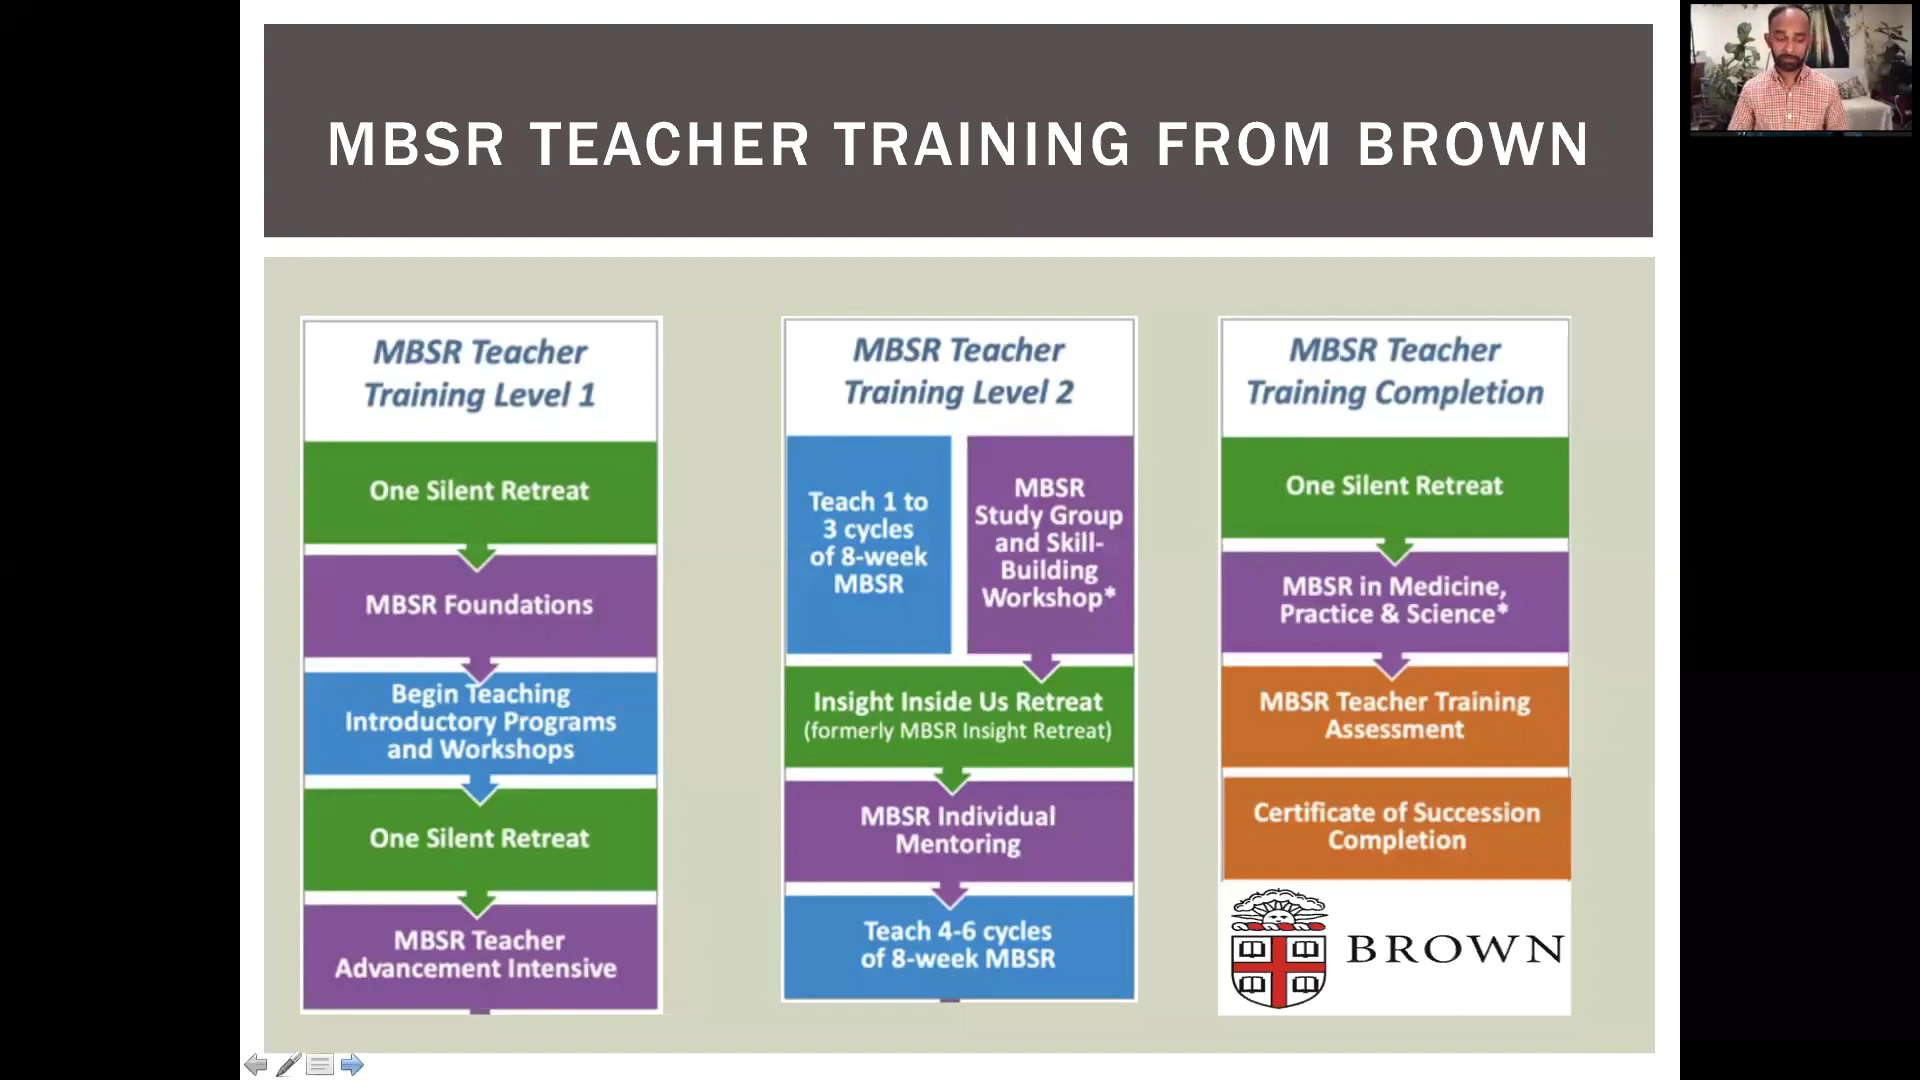 MBSR TEACHER TRAINING FROM BROWN
MBSR Teacher
Training Level 1
One Silent Retreat
MBSR Foundations
Begin Teaching
Introductory Programs
and Workshops
One Silent Retreat
MBSR Teacher
Advancement Intensive
MBSR Teacher
Training Level 2
Teach 1 to
3 cycles
of 8-week
MBSR
MBSR
Study Group
and Skill-
Building
Workshop*
Insight Inside Us Retreat
(formerly MBSR Insight Retreat)
MBSR Individual
Mentoring
Teach 4-6 cycles
of 8-week MBSR
MBSR Teacher
Training Completion
One Silent Retreat
MBSR in Medicine,
Practice & Science*
MBSR Teacher Training
Assessment
Certificate of Succession
Completion
BROWN